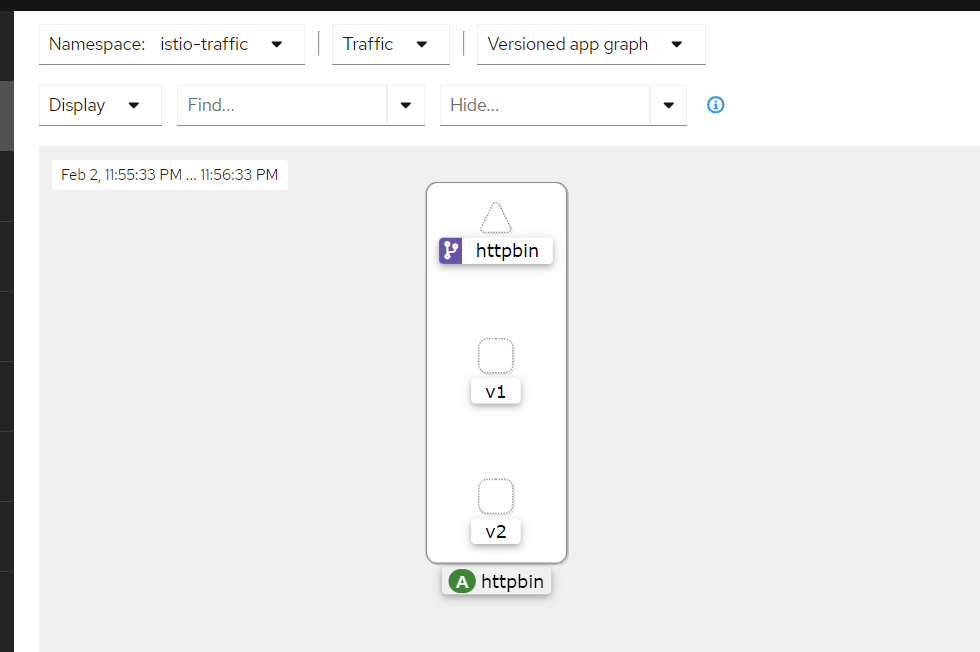 Namespace: istio-traffic Traffic Versioned app graph
Display Find... Hide...
Feb 2, 11:55:33 PM ... 11:56:33 PM
httpbin
v1
v2
A httpbin